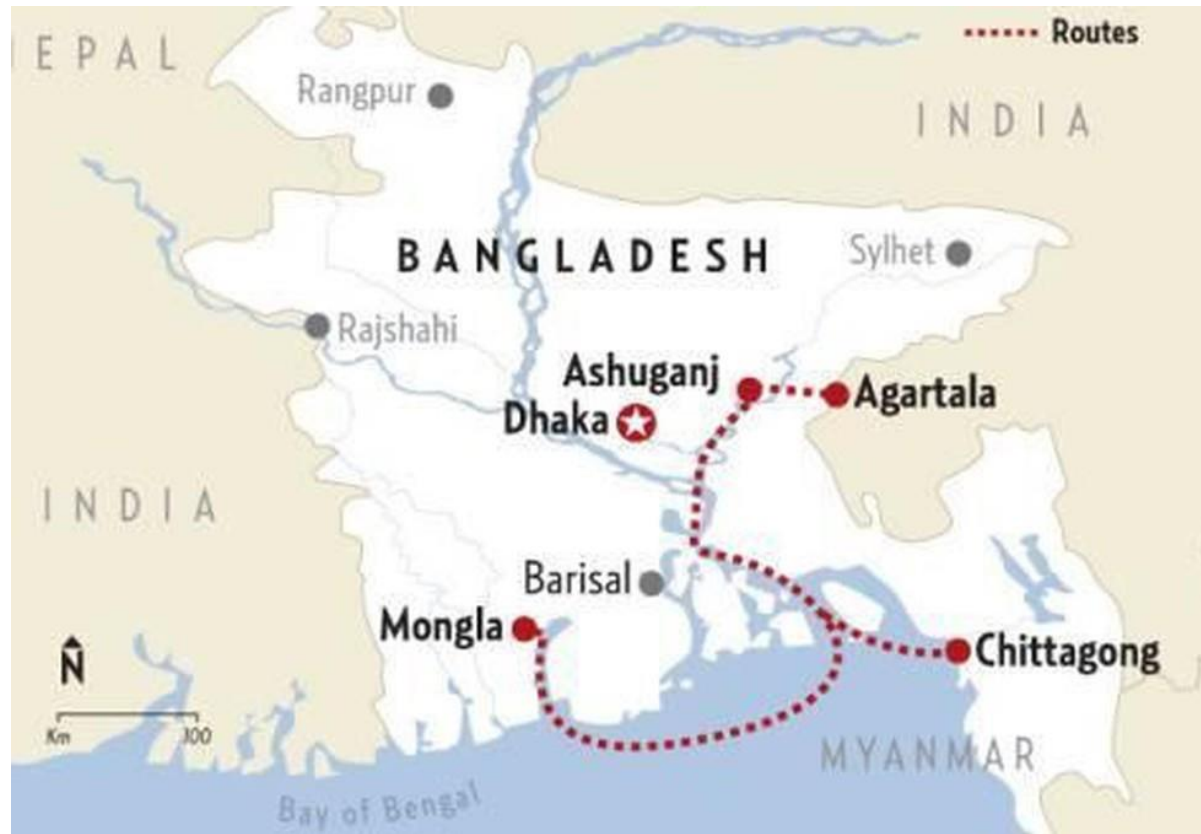 NEPAL
Routes
Rangpur
INDIA
BANGLADESH
Sylhet
Rajshahi
Ashuganj
Agartala
Dhaka
INDIA
Barisal
Mongla
Chittagong
N
Km 100
MYANMAR
Bay of Bengal